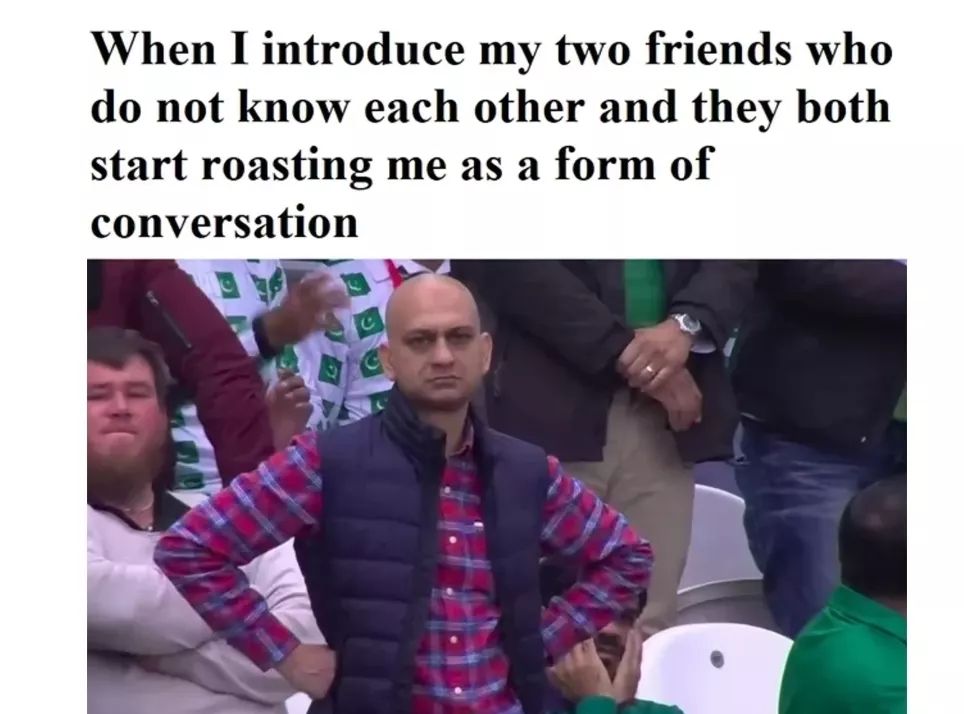 When I introduce my two friends who
do not know each other and they both
start roasting me as a form of
conversation